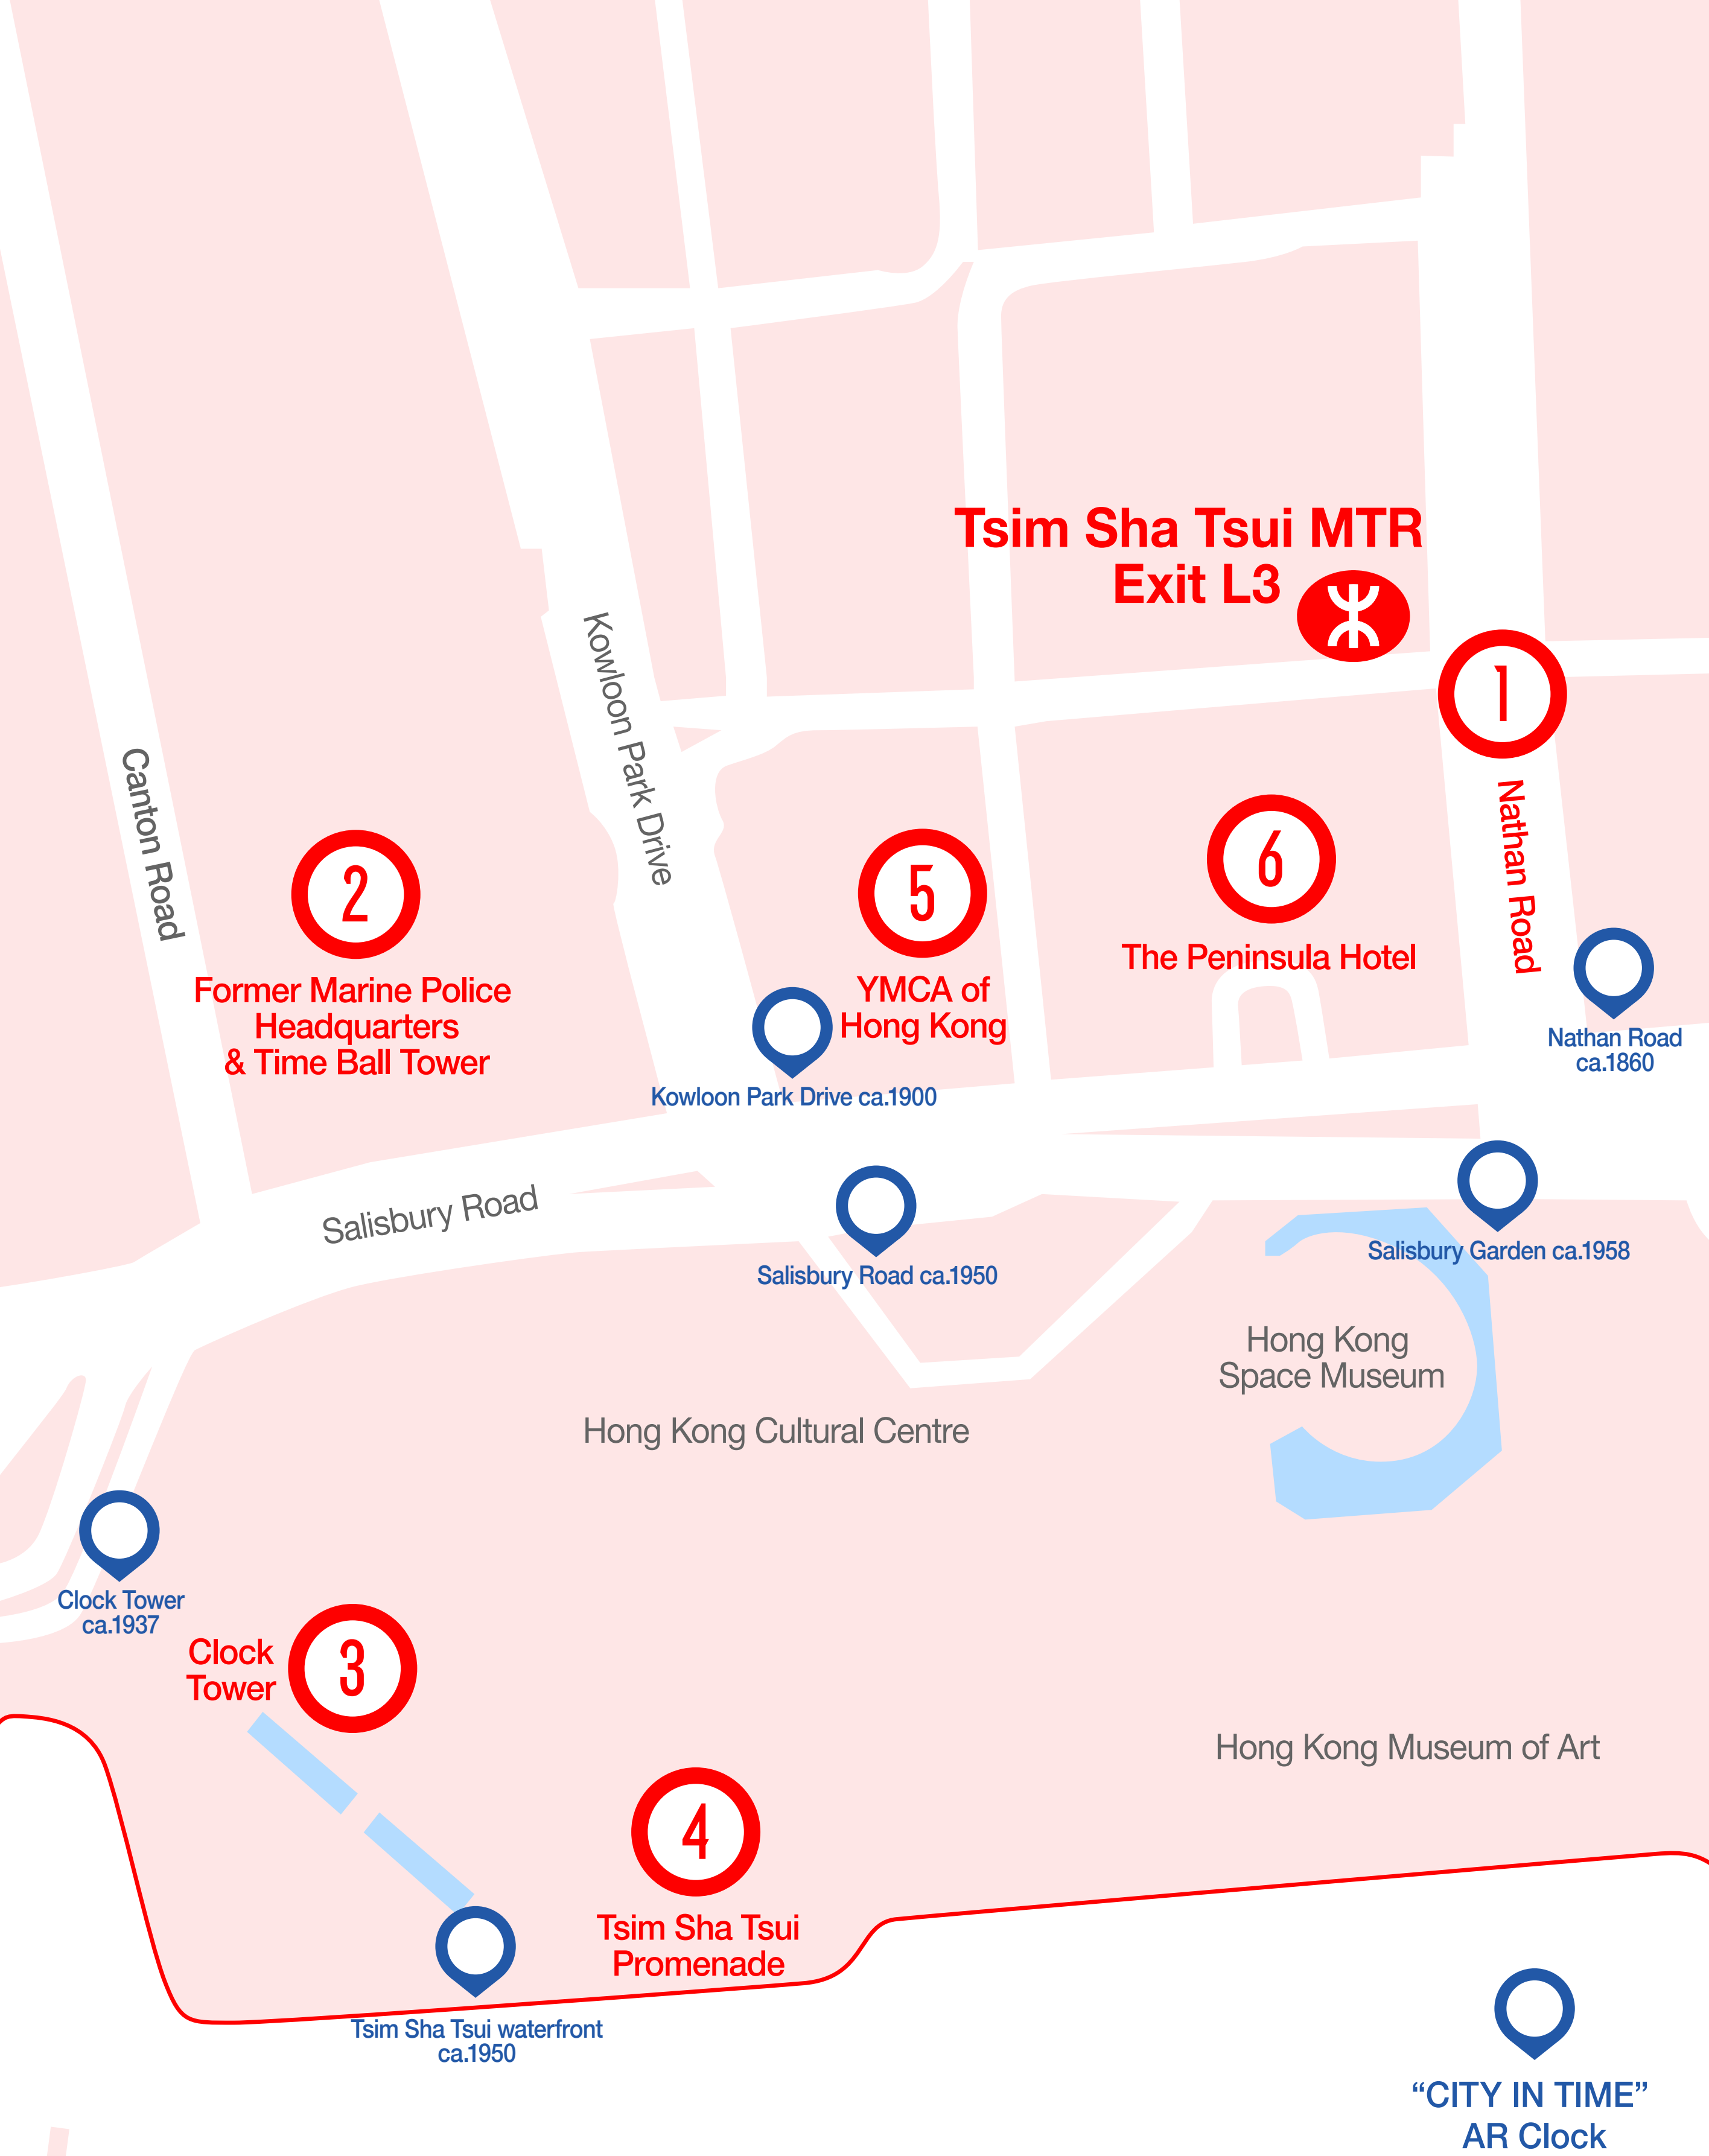 Tsim Sha Tsui MTR
Exit L3
1
Nathan Road
Kowloon Park Drive
Canton Road
2
Former Marine Police
Headquarters
& Time Ball Tower
5
YMCA of
Hong Kong
6
The Peninsula Hotel
Nathan Road
ca.1860
Kowloon Park Drive ca.1900
Salisbury Road
Salisbury Road ca.1950
Salisbury Garden ca.1958
Hong Kong
Space Museum
Hong Kong Cultural Centre
Clock Tower
ca.1937
Clock
Tower
3
Hong Kong Museum of Art
4
Tsim Sha Tsui
Promenade
Tsim Sha Tsui waterfront
ca.1950
“CITY IN TIME”
AR Clock